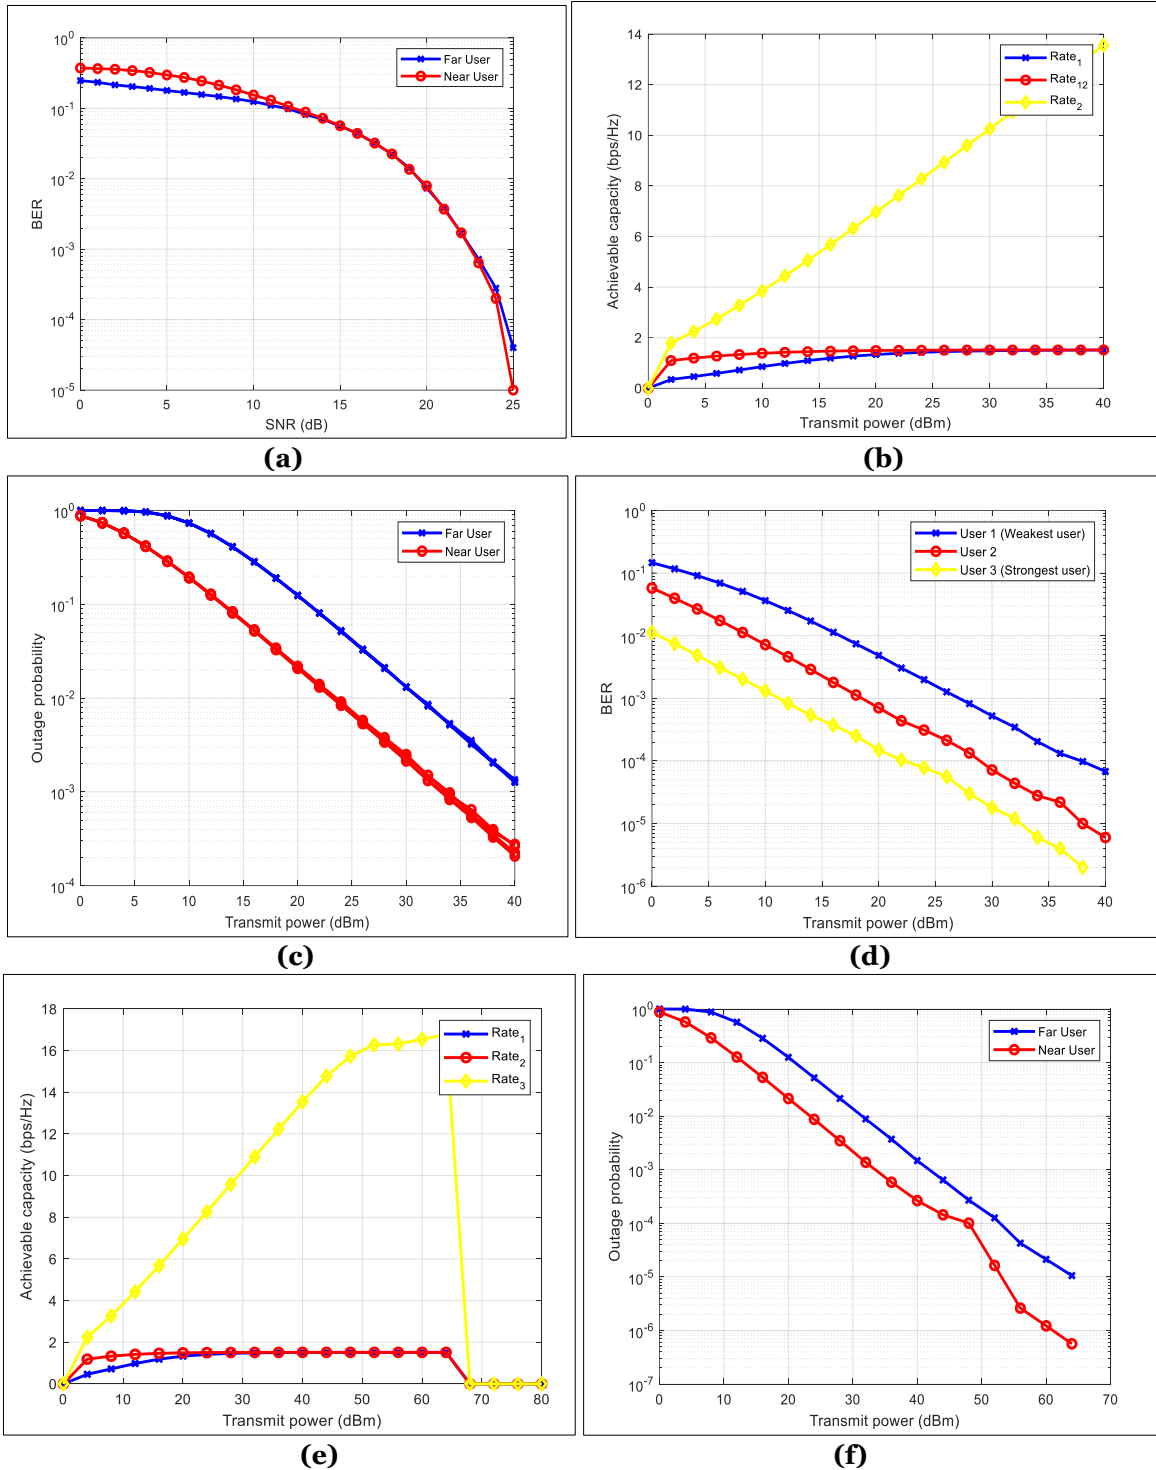 10^0
10^-1
10^-2
10^-3
10^-4
10^-5
BER
0 5 10 15 20 25
SNR (dB)
Far User
Near User
(a)
14
12
10
8
6
4
2
0
Achievable capacity (bps/Hz)
0 5 10 15 20 25 30 35 40
Transmit power (dBm)
Rate_1
Rate_12
Rate_2
(b)
10^0
10^-1
10^-2
10^-3
10^-4
Outage probability
0 5 10 15 20 25 30 35 40
Transmit power (dBm)
Far User
Near User
(c)
10^0
10^-1
10^-2
10^-3
10^-4
10^-5
10^-6
BER
0 5 10 15 20 25 30 35 40
Transmit power (dBm)
User 1 (Weakest user)
User 2
User 3 (Strongest user)
(d)
18
16
14
12
10
8
6
4
2
0
Achievable capacity (bps/Hz)
0 10 20 30 40 50 60 70 80
Transmit power (dBm)
Rate_1
Rate_2
Rate_3
(e)
10^0
10^-1
10^-2
10^-3
10^-4
10^-5
10^-6
10^-7
Outage probability
0 10 20 30 40 50 60 70
Transmit power (dBm)
Far User
Near User
(f)